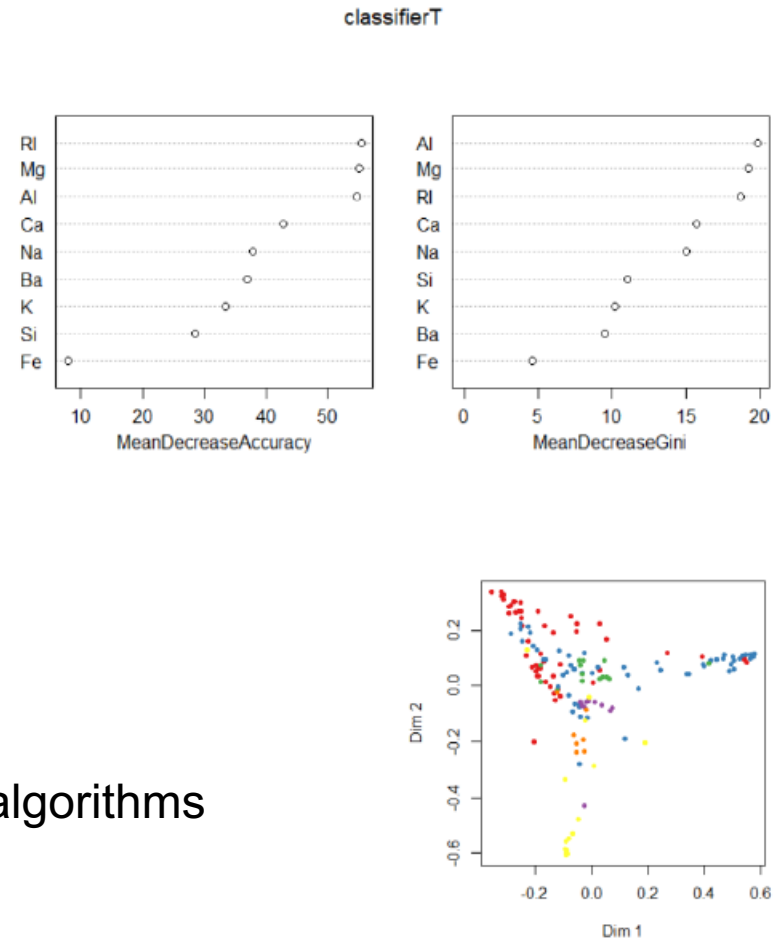 classifierT
RI
Mg
Al
Ca
Na
Ba
K
Si
Fe
10 20 30 40 50
MeanDecreaseAccuracy
Al
Mg
RI
Ca
Na
Si
K
Ba
Fe
0 5 10 15 20
MeanDecreaseGini
algorithms
Dim 2
0.2
0.0
-0.2
-0.4
-0.6
-0.2 0.0 0.2 0.4 0.6
Dim 1